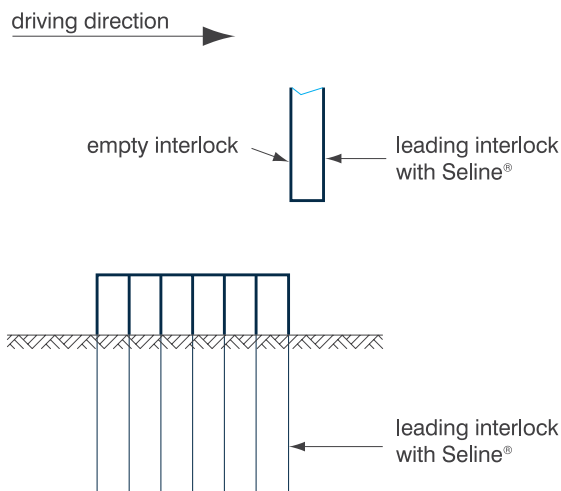 driving direction
empty interlock
leading interlock
with Seline®
leading interlock
with Seline®